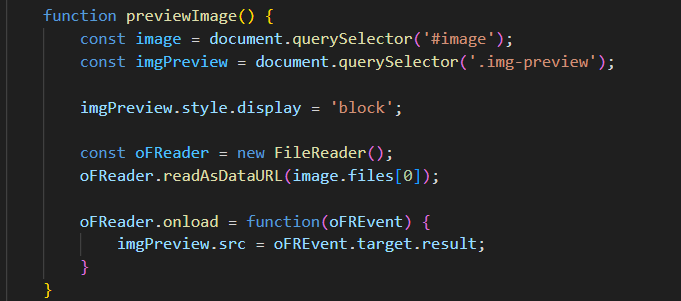 function previewImage() {
const image = document.querySelector('#image');
const imgPreview = document.querySelector('.img-preview');
imgPreview.style.display = 'block';
const oFReader = new FileReader();
oFReader.readAsDataURL(image.files[0]);
oFReader.onload = function(oFREvent) {
imgPreview.src = oFREvent.target.result;
}
}